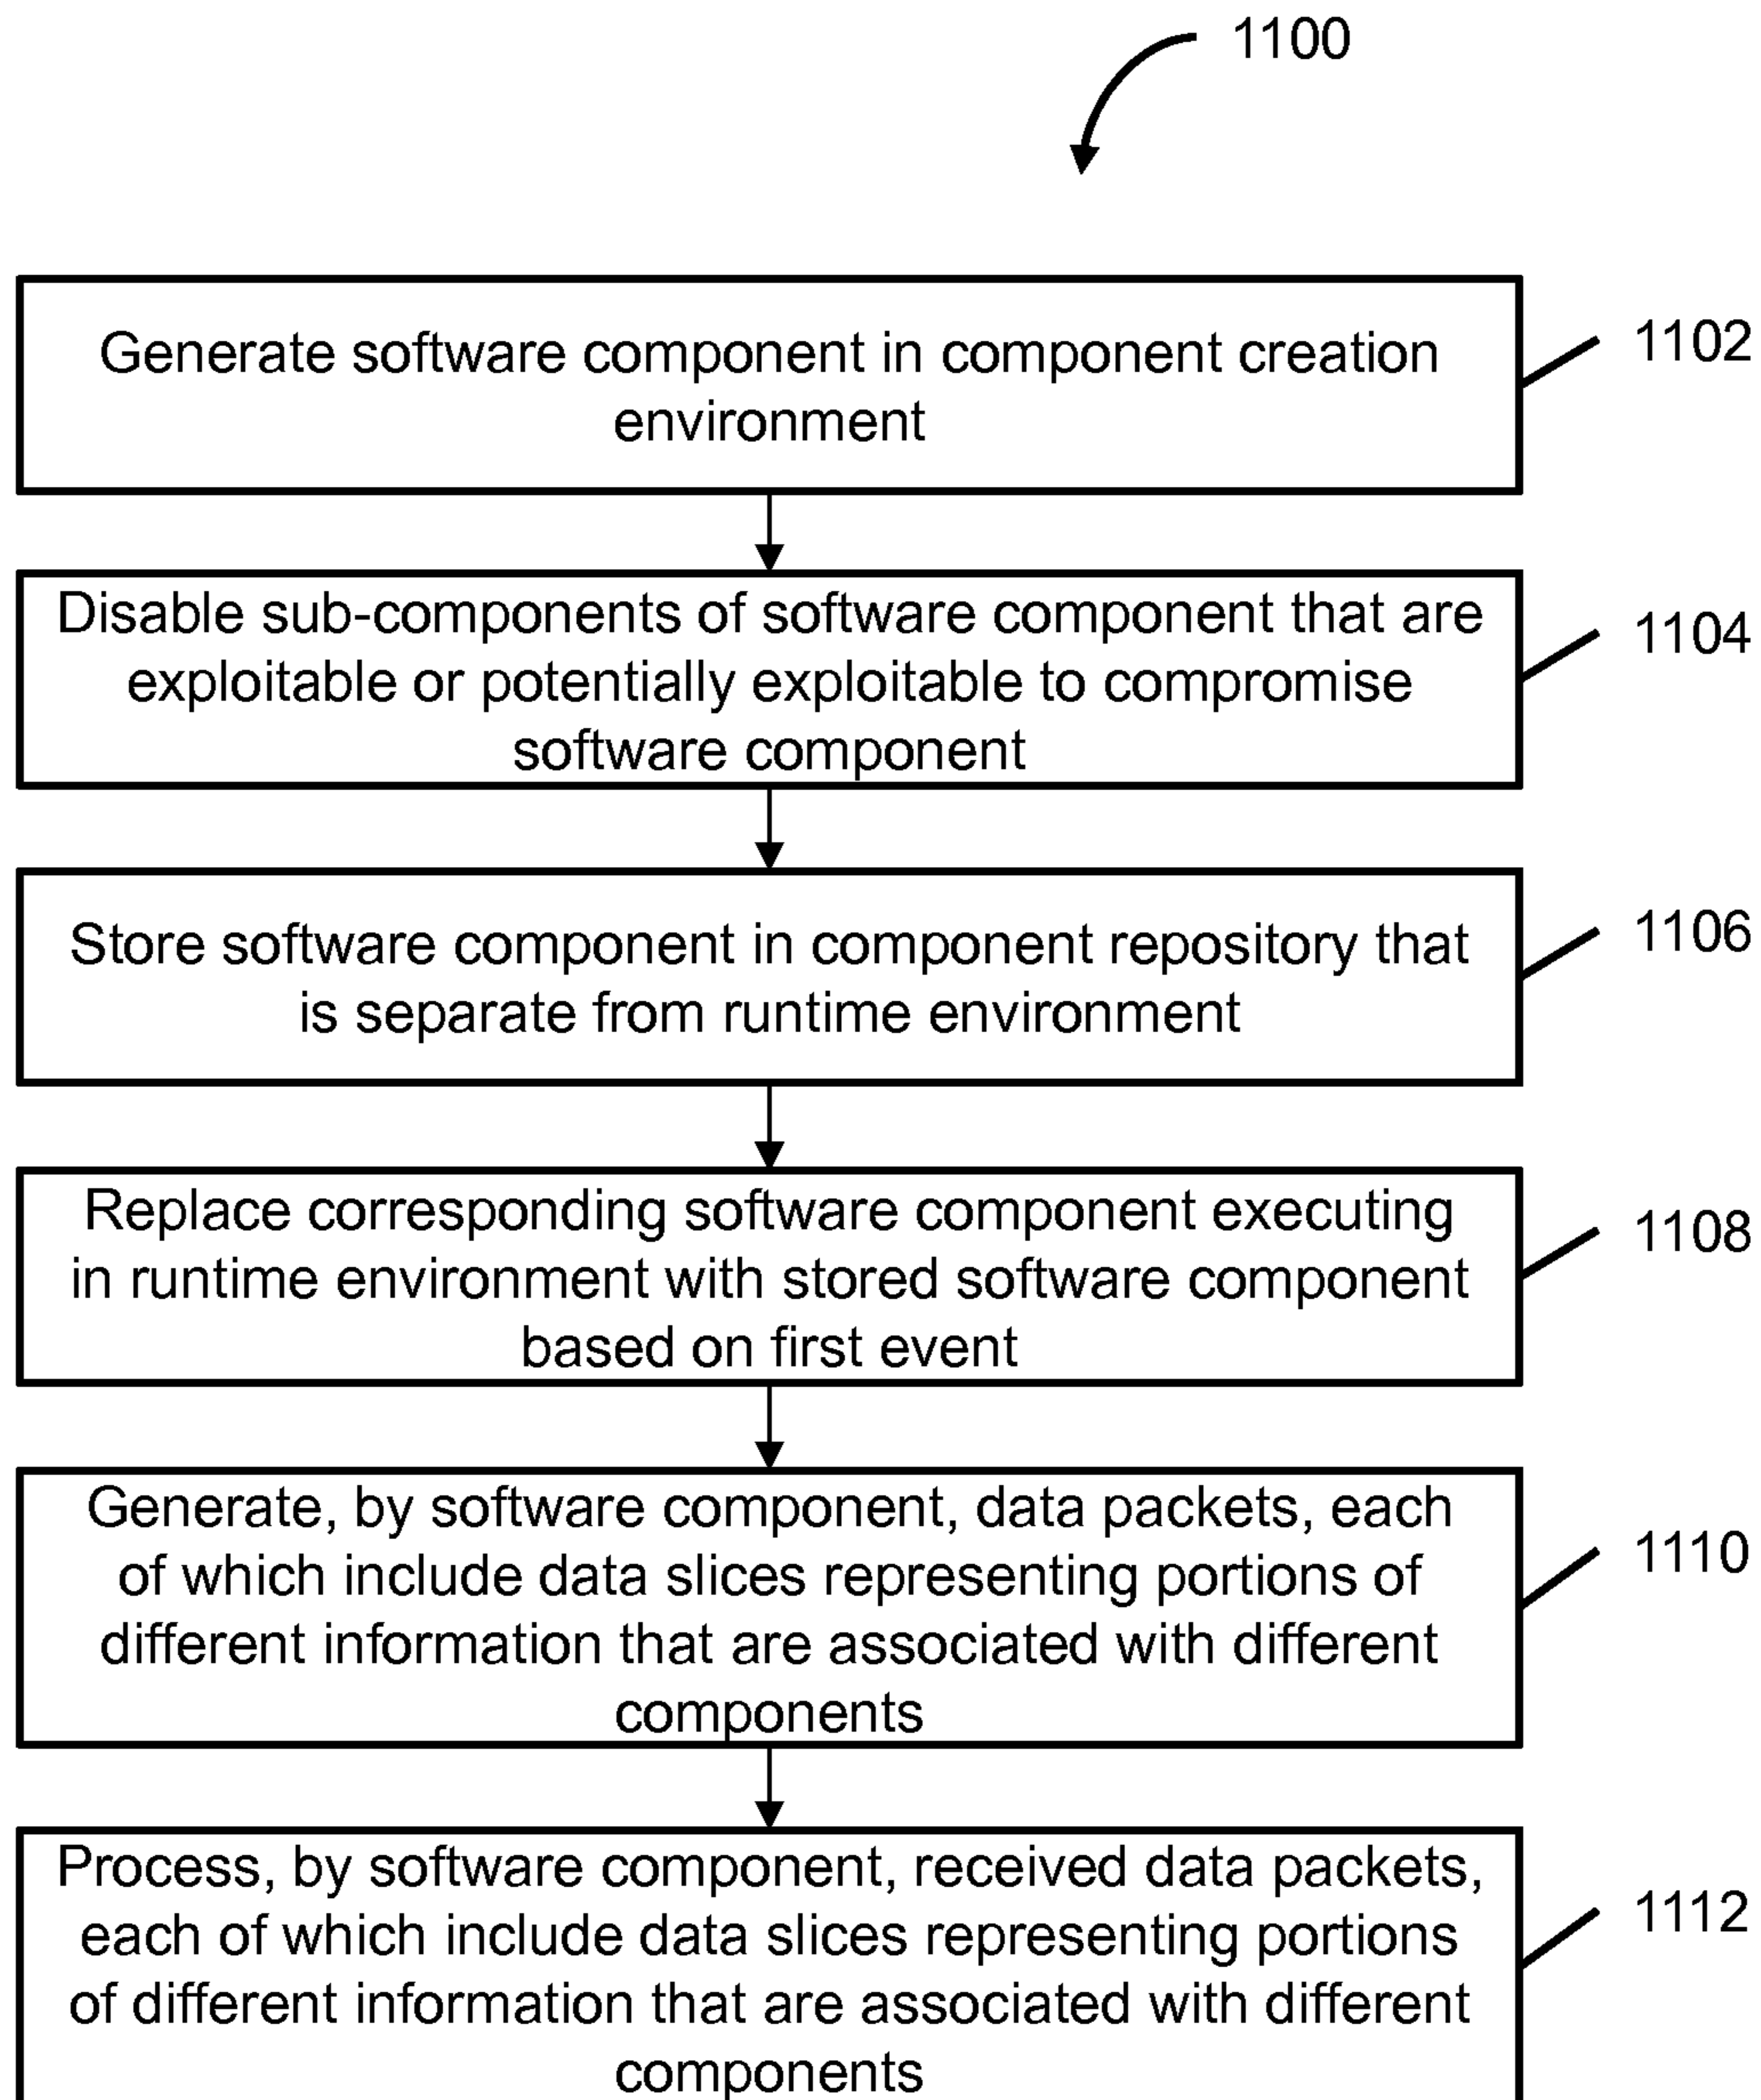 1100
Generate software component in component creation
environment
1102
Disable sub-components of software component that are
exploitable or potentially exploitable to compromise
software component
1104
Store software component in component repository that
is separate from runtime environment
1106
Replace corresponding software component executing
in runtime environment with stored software component
based on first event
1108
Generate, by software component, data packets, each
of which include data slices representing portions of
different information that are associated with different
components
1110
Process, by software component, received data packets,
each of which include data slices representing portions
of different information that are associated with different
components
1112